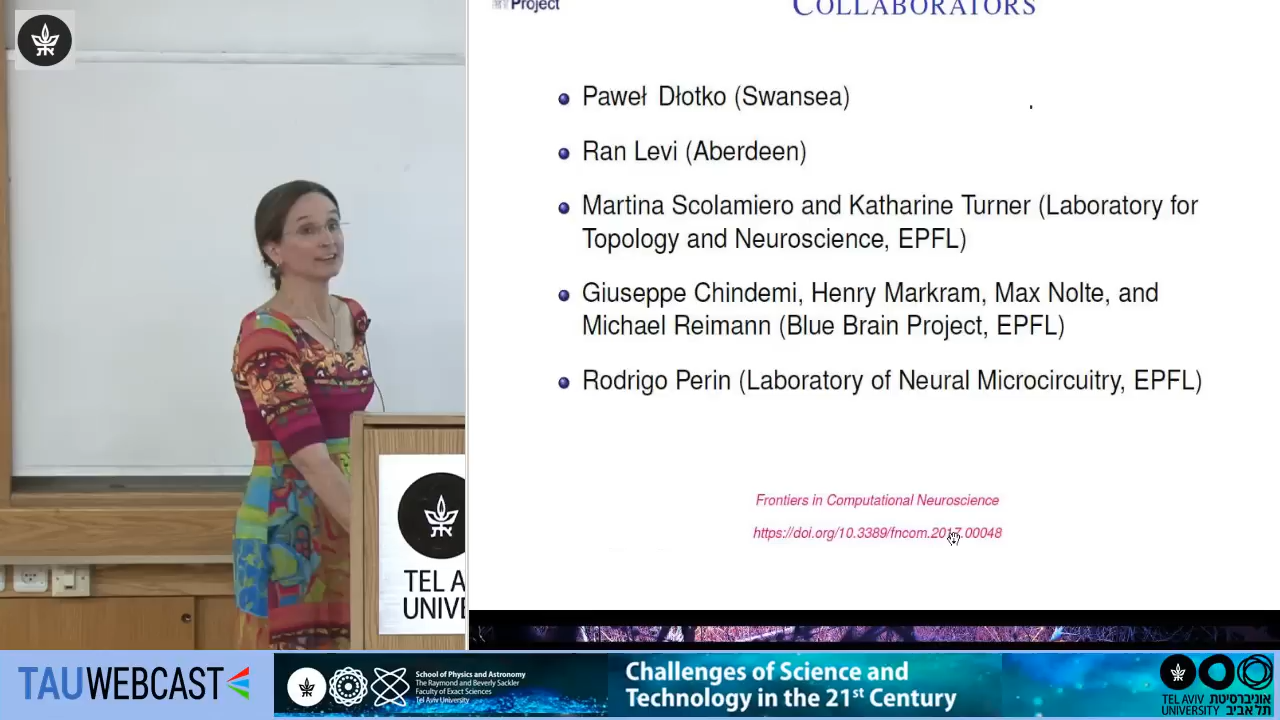 Project
COLLABORATORS
Paweł Dłotko (Swansea)
Ran Levi (Aberdeen)
Martina Scolamiero and Katharine Turner (Laboratory for
Topology and Neuroscience, EPFL)
Giuseppe Chindemi, Henry Markram, Max Nolte, and
Michael Reimann (Blue Brain Project, EPFL)
Rodrigo Perin (Laboratory of Neural Microcircuitry, EPFL)
Frontiers in Computational Neuroscience
https://doi.org/10.3389/fncom.2017.00048
TEL A
UNIVE
TAUWEBCAST
School of Physics and Astronomy
The Raymond and Beverly Sackler
Faculty of Exact Sciences
Tel Aviv University
Challenges of Science and
Technology in the 21st Century
TEL AVIV אוניברסיטת
UNIVERSITY תל אביב